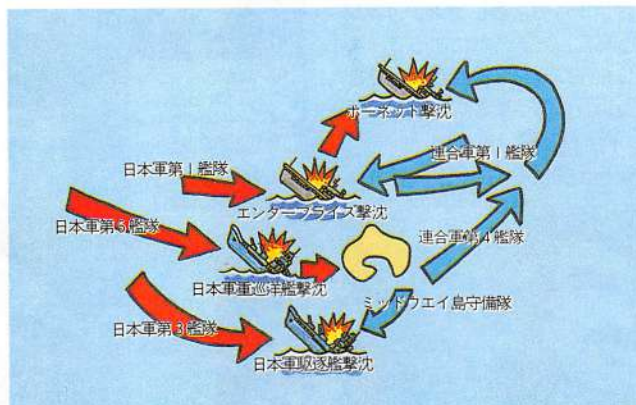 ホーネット撃沈
連合軍第1艦隊
日本軍第1艦隊
エンタープライズ撃沈
日本軍第5艦隊
連合軍第4艦隊
日本軍重巡洋艦撃沈
ミッドウエイ島守備隊
日本軍第3艦隊
日本軍駆逐艦撃沈